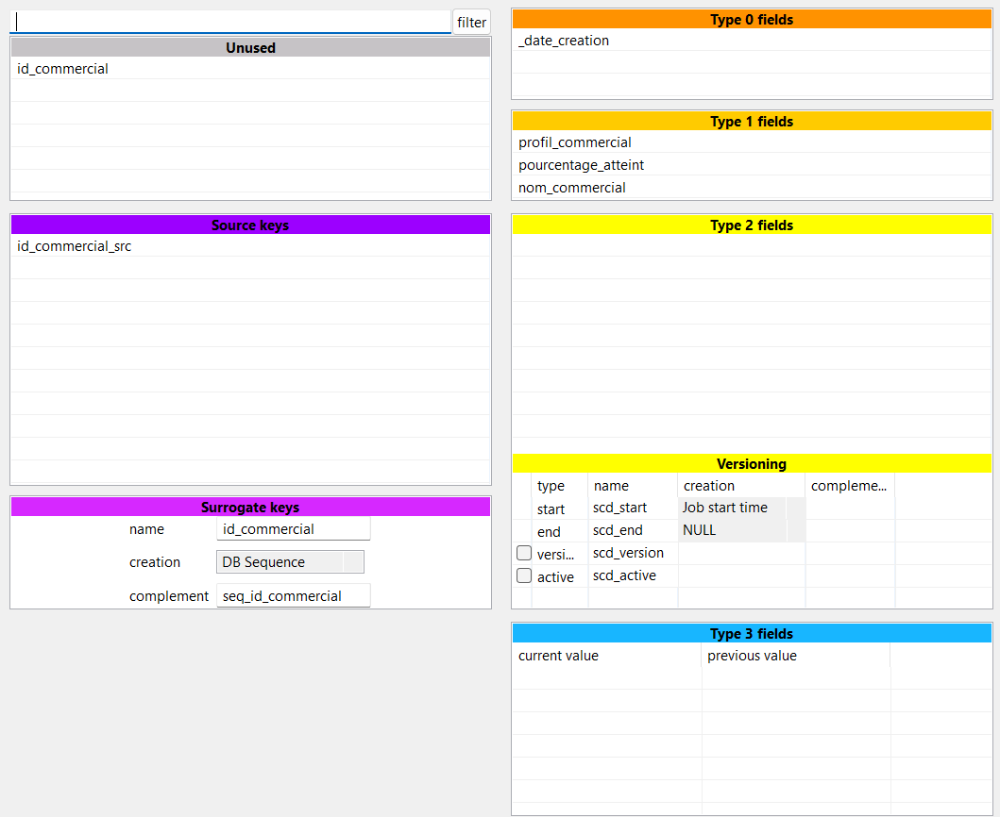 filter
Unused
id_commercial
Source keys
id_commercial_src
Surrogate keys
name id_commercial
creation DB Sequence
complement seq_id_commercial
Type 0 fields
_date_creation
Type 1 fields
profil_commercial
pourcentage_atteint
nom_commercial
Type 2 fields
Versioning
type name creation compleme...
start scd_start Job start time
end scd_end NULL
versi... scd_version
active scd_active
Type 3 fields
current value previous value